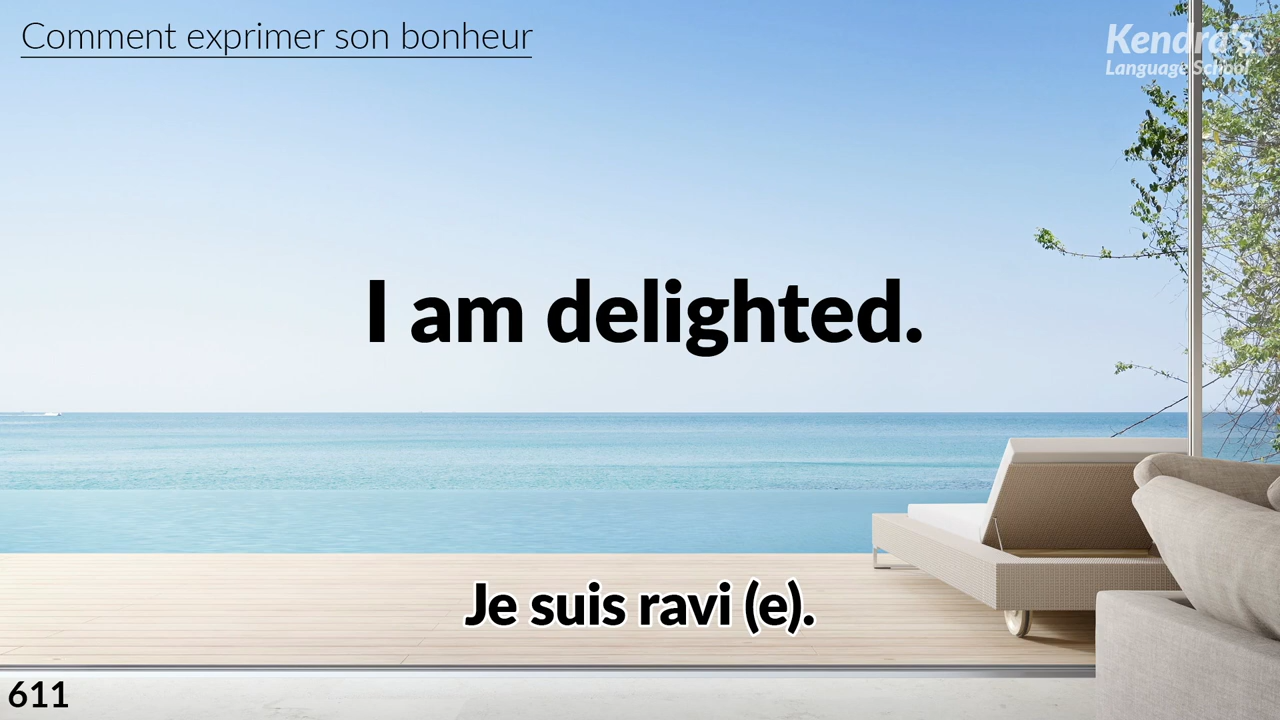 Comment exprimer son bonheur
Kendra's
Language School
I am delighted.
Je suis ravi (e).
611